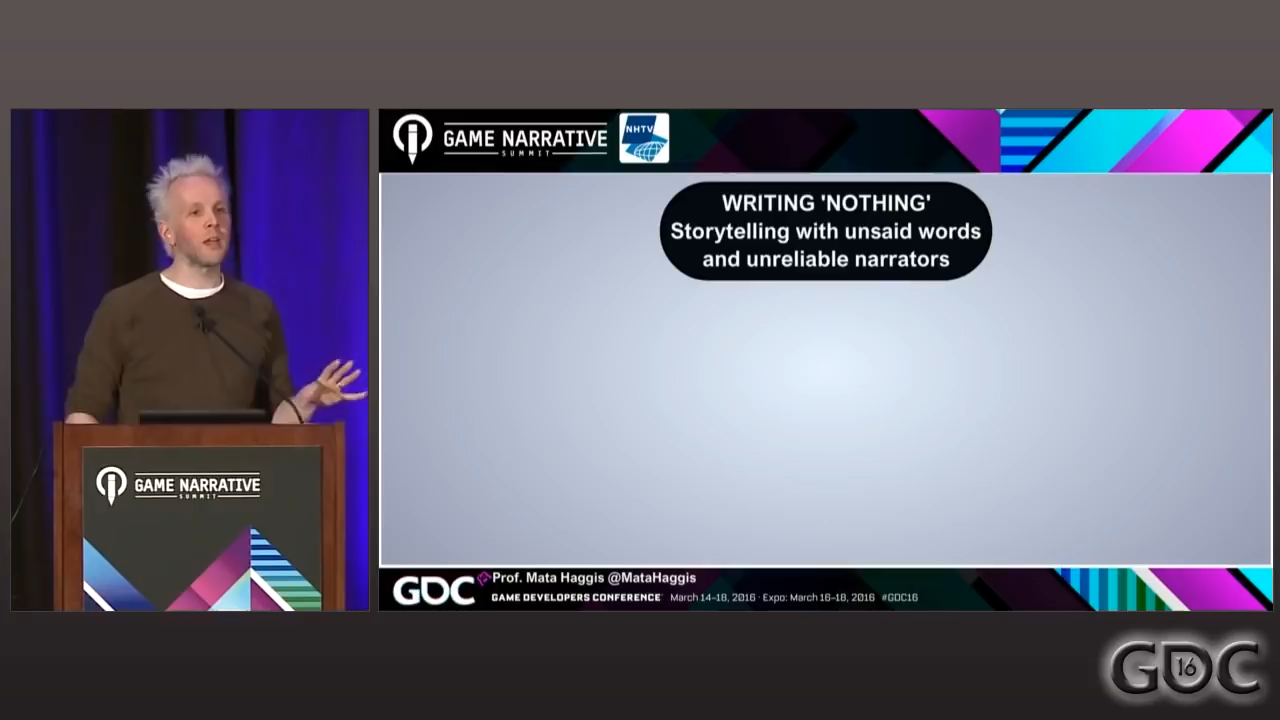 GAME NARRATIVE
SUMMIT
NHTV
WRITING 'NOTHING'
Storytelling with unsaid words
and unreliable narrators
GAME NARRATIVE
SUMMIT
GDC
Prof. Mata Haggis @MataHaggis
GAME DEVELOPERS CONFERENCE March 14–18, 2016 · Expo: March 16–18, 2016 #GDC16
GDC
16